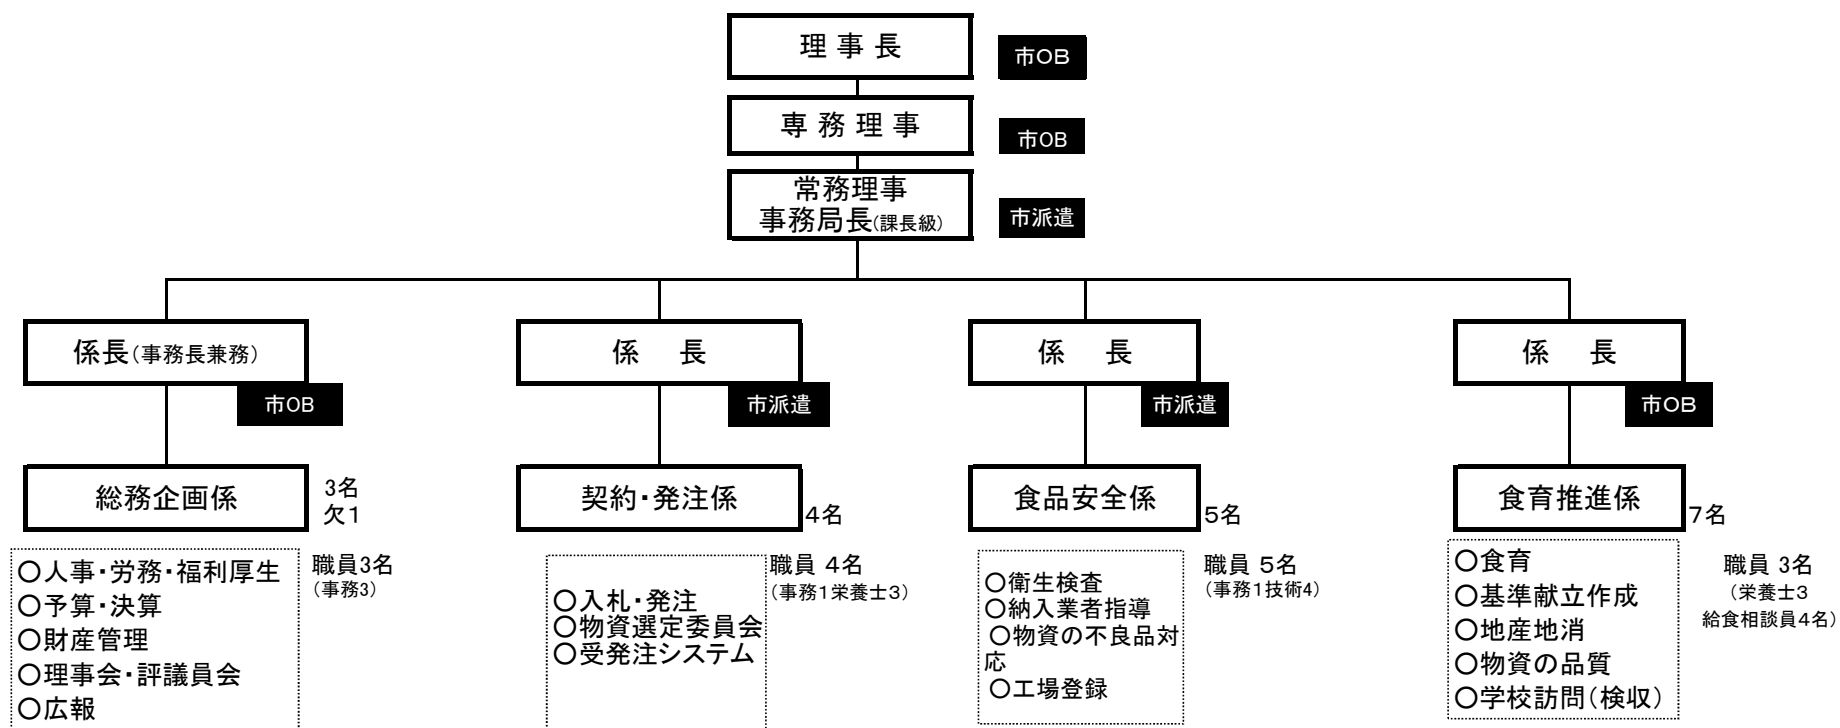 理事長
市OB
専務理事
市OB
常務理事
事務局長(課長級)
市派遣
係長(事務長兼務)
市OB
係　長
市派遣
係　長
市派遣
係　長
市OB
総務企画係
3名
欠1
契約・発注係
4名
食品安全係
5名
食育推進係
7名
○人事・労務・福利厚生
○予算・決算
○財産管理
○理事会・評議員会
○広報
職員3名
(事務3)
○入札・発注
○物資選定委員会
○受発注システム
職員 4名
(事務1栄養士3)
○衛生検査
○納入業者指導
○物資の不良品対
応
○工場登録
職員 5名
(事務1技術4)
○食育
○基準献立作成
○地産地消
○物資の品質
○学校訪問(検収)
職員 3名
(栄養士3
給食相談員4名)